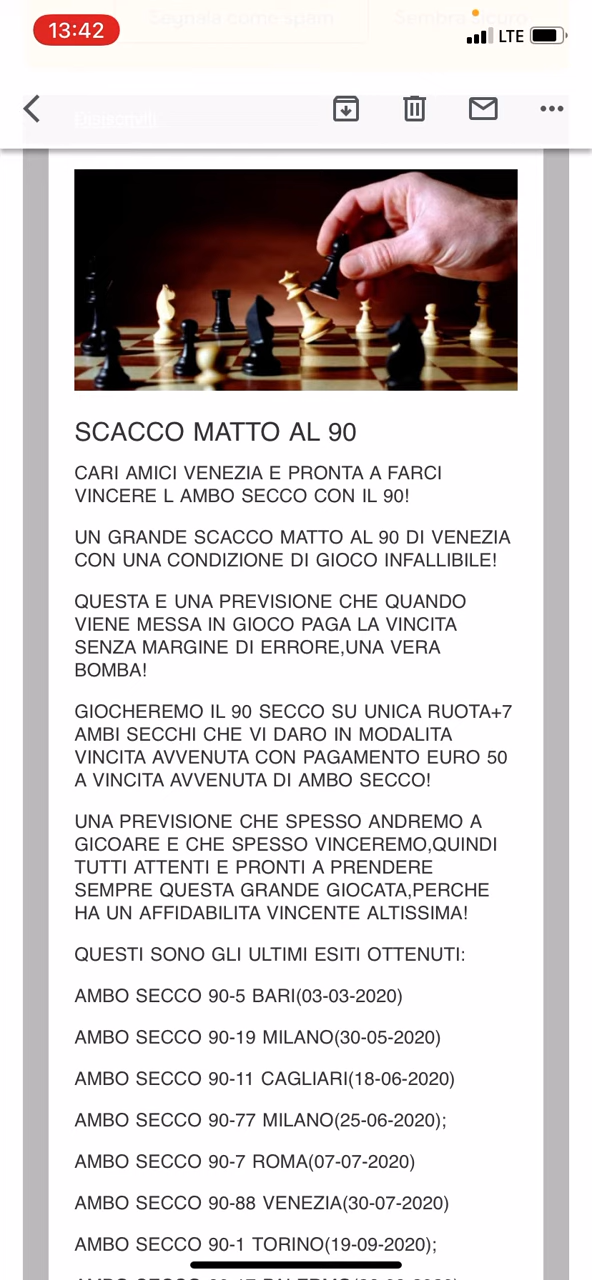 Segnala come spam
Sembra sicuro
13:42
LTE
SCACCO MATTO AL 90
CARI AMICI VENEZIA E PRONTA A FARCI
VINCERE L AMBO SECCO CON IL 90!
UN GRANDE SCACCO MATTO AL 90 DI VENEZIA
CON UNA CONDIZIONE DI GIOCO INFALLIBILE!
QUESTA E UNA PREVISIONE CHE QUANDO
VIENE MESSA IN GIOCO PAGA LA VINCITA
SENZA MARGINE DI ERRORE,UNA VERA
BOMBA!
GIOCHEREMO IL 90 SECCO SU UNICA RUOTA+7
AMBI SECCHI CHE VI DARO IN MODALITA
VINCITA AVVENUTA CON PAGAMENTO EURO 50
A VINCITA AVVENUTA DI AMBO SECCO!
UNA PREVISIONE CHE SPESSO ANDREMO A
GICOARE E CHE SPESSO VINCEREMO,QUINDI
TUTTI ATTENTI E PRONTI A PRENDERE
SEMPRE QUESTA GRANDE GIOCATA,PERCHE
HA UN AFFIDABILITA VINCENTE ALTISSIMA!
QUESTI SONO GLI ULTIMI ESITI OTTENUTI:
AMBO SECCO 90-5 BARI(03-03-2020)
AMBO SECCO 90-19 MILANO(30-05-2020)
AMBO SECCO 90-11 CAGLIARI(18-06-2020)
AMBO SECCO 90-77 MILANO(25-06-2020);
AMBO SECCO 90-7 ROMA(07-07-2020)
AMBO SECCO 90-88 VENEZIA(30-07-2020)
AMBO SECCO 90-1 TORINO(19-09-2020);